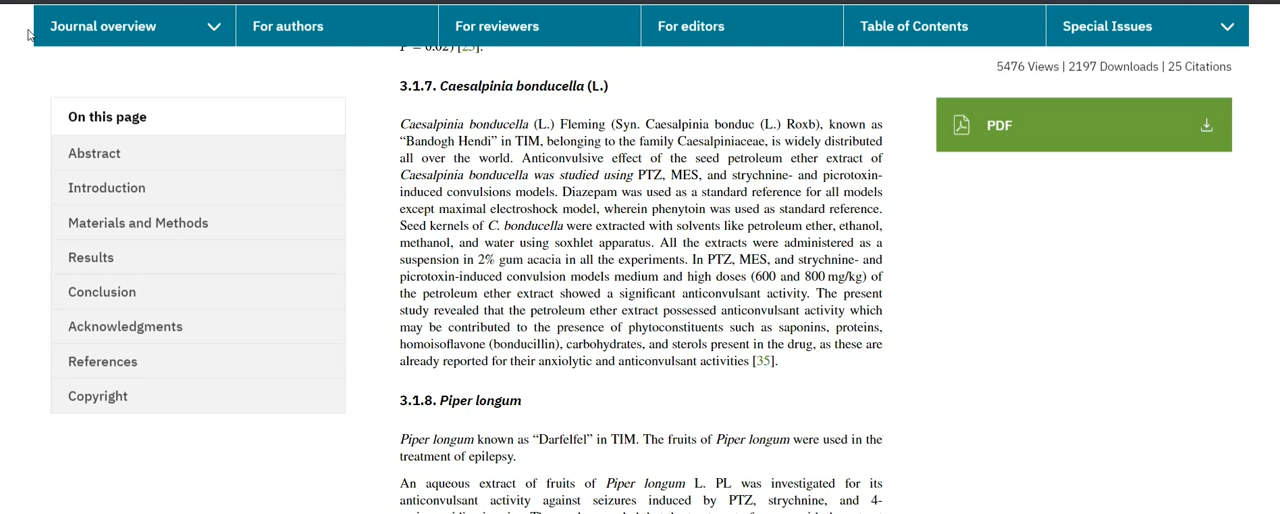 Journal overview
For authors
For reviewers
For editors
Table of Contents
Special Issues
P = 0.02) [25].
5476 Views | 2197 Downloads | 25 Citations
3.1.7. Caesalpinia bonducella (L.)
On this page
Abstract
Introduction
Materials and Methods
Results
Conclusion
Acknowledgments
References
Copyright
PDF
Caesalpinia bonducella (L.) Fleming (Syn. Caesalpinia bonduc (L.) Roxb), known as
“Bandogh Hendi” in TIM, belonging to the family Caesalpiniaceae, is widely distributed
all over the world. Anticonvulsive effect of the seed petroleum ether extract of
Caesalpinia bonducella was studied using PTZ, MES, and strychnine- and picrotoxin-
induced convulsions models. Diazepam was used as a standard reference for all models
except maximal electroshock model, wherein phenytoin was used as standard reference.
Seed kernels of C. bonducella were extracted with solvents like petroleum ether, ethanol,
methanol, and water using soxhlet apparatus. All the extracts were administered as a
suspension in 2% gum acacia in all the experiments. In PTZ, MES, and strychnine- and
picrotoxin-induced convulsion models medium and high doses (600 and 800 mg/kg) of
the petroleum ether extract showed a significant anticonvulsant activity. The present
study revealed that the petroleum ether extract possessed anticonvulsant activity which
may be contributed to the presence of phytoconstituents such as saponins, proteins,
homoisoflavone (bonducillin), carbohydrates, and sterols present in the drug, as these are
already reported for their anxiolytic and anticonvulsant activities [35].
3.1.8. Piper longum
Piper longum known as “Darfelfel” in TIM. The fruits of Piper longum were used in the
treatment of epilepsy.
An aqueous extract of fruits of Piper longum L. PL was investigated for its
anticonvulsant activity against seizures induced by PTZ, strychnine, and 4-